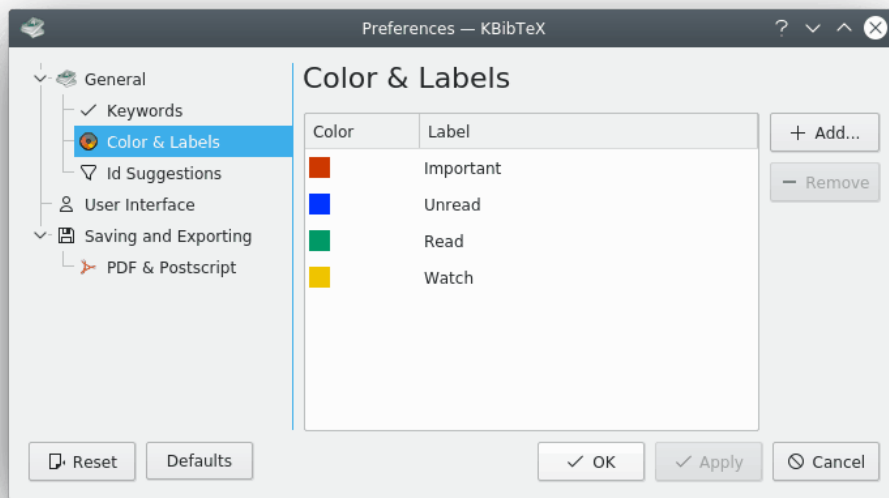 Preferences — KBibTeX
General
Keywords
Color & Labels
Id Suggestions
User Interface
Saving and Exporting
PDF & Postscript
Color & Labels
Color Label
Important
Unread
Read
Watch
+ Add...
− Remove
Reset Defaults OK Apply Cancel